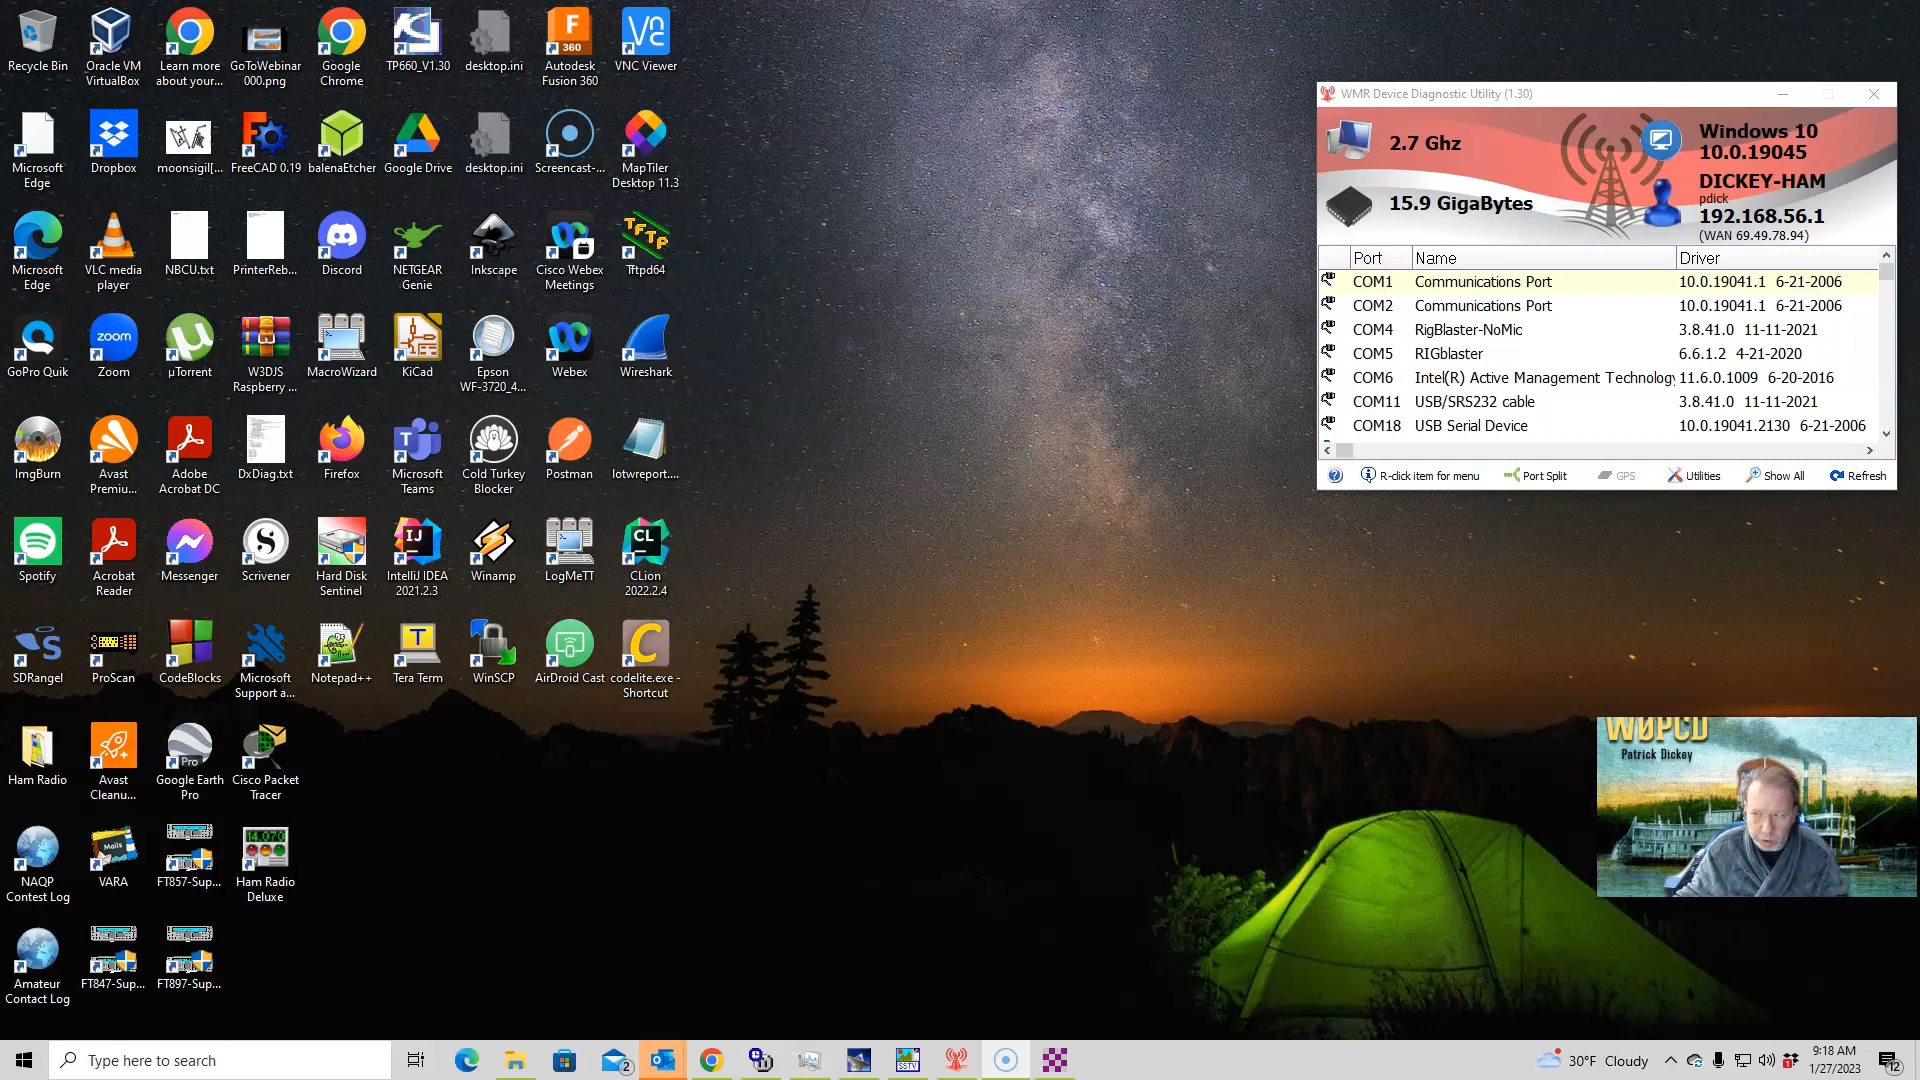 Recycle Bin
Oracle VM
VirtualBox
Learn more
about your...
GoToWebinar
000.png
Google
Chrome
TP660_V1.30
desktop.ini
F
360
Autodesk
Fusion 360
VNC Viewer
Microsoft
Edge
Dropbox
moonsigil[...
FreeCAD 0.19
balenaEtcher
Google Drive
desktop.ini
Screencast-...
MapTiler
Desktop 11.3
Microsoft
Edge
VLC media
player
NBCU.txt
PrinterReb...
Discord
NETGEAR
Genie
Inkscape
Cisco Webex
Meetings
TFTP
Tftpd64
GoPro Quik
zoom
Zoom
µTorrent
W3DJS
Raspberry ...
MacroWizard
KiCad
Epson
WF-3720_4...
Webex
Wireshark
ImgBurn
Avast
Premiu...
Adobe
Acrobat DC
DxDiag.txt
Firefox
Microsoft
Teams
Cold Turkey
Blocker
Postman
lotwreport....
Spotify
Acrobat
Reader
Messenger
S
Scrivener
Hard Disk
Sentinel
IJ
IntelliJ IDEA
2021.2.3
Winamp
LogMeTT
CL
CLion
2022.2.4
SDRangel
ProScan
CodeBlocks
Microsoft
Support a...
Notepad++
T
Tera Term
WinSCP
AirDroid Cast
C
codelite.exe -
Shortcut
Ham Radio
Avast
Cleanu...
Pro
Google Earth
Pro
Cisco Packet
Tracer
NAQP
Contest Log
Mails
VARA
FT857-Sup...
14.070
Ham Radio
Deluxe
Amateur
Contact Log
FT847-Sup...
FT897-Sup...
WMR Device Diagnostic Utility (1.30)
2.7 Ghz
15.9 GigaBytes
Windows 10
10.0.19045
DICKEY-HAM
pdick
192.168.56.1
(WAN 69.49.78.94)
Port Name Driver
COM1 Communications Port 10.0.19041.1 6-21-2006
COM2 Communications Port 10.0.19041.1 6-21-2006
COM4 RigBlaster-NoMic 3.8.41.0 11-11-2021
COM5 RIGblaster 6.6.1.2 4-21-2020
COM6 Intel(R) Active Management Technology 11.6.0.1009 6-20-2016
COM11 USB/SRS232 cable 3.8.41.0 11-11-2021
COM18 USB Serial Device 10.0.19041.2130 6-21-2006
R-click item for menu Port Split GPS Utilities Show All Refresh
WØPCD
Patrick Dickey
Type here to search
2
SSTV
30°F Cloudy
9:18 AM
1/27/2023
12